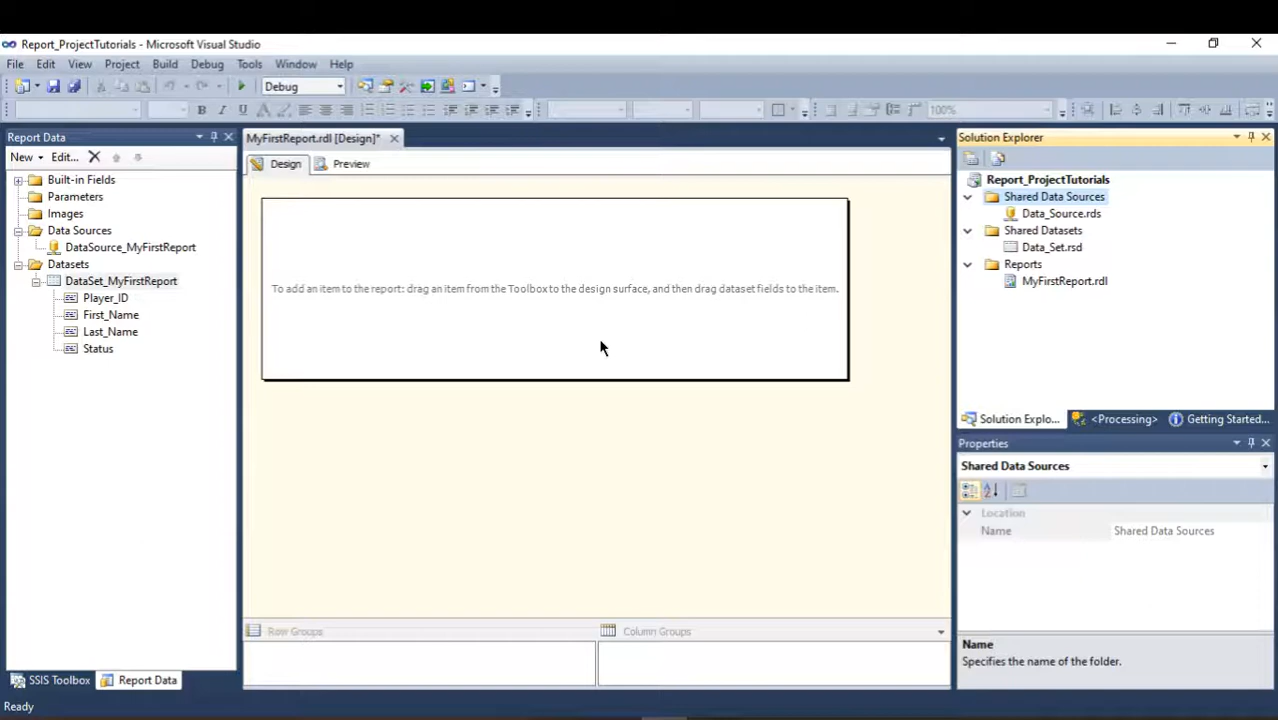 Report_ProjectTutorials - Microsoft Visual Studio
File Edit View Project Build Debug Tools Window Help
Debug
B I U A 100%
Report Data
New Edit...
Built-in Fields
Parameters
Images
Data Sources
DataSource_MyFirstReport
Datasets
DataSet_MyFirstReport
Player_ID
First_Name
Last_Name
Status
SSIS Toolbox Report Data
MyFirstReport.rdl [Design]*
Design Preview
To add an item to the report: drag an item from the Toolbox to the design surface, and then drag dataset fields to the item.
Row Groups Column Groups
Solution Explorer
Report_ProjectTutorials
Shared Data Sources
Data_Source.rds
Shared Datasets
Data_Set.rsd
Reports
MyFirstReport.rdl
Solution Explo... <Processing> Getting Started...
Properties
Shared Data Sources
Location
Name Shared Data Sources
Name
Specifies the name of the folder.
Ready